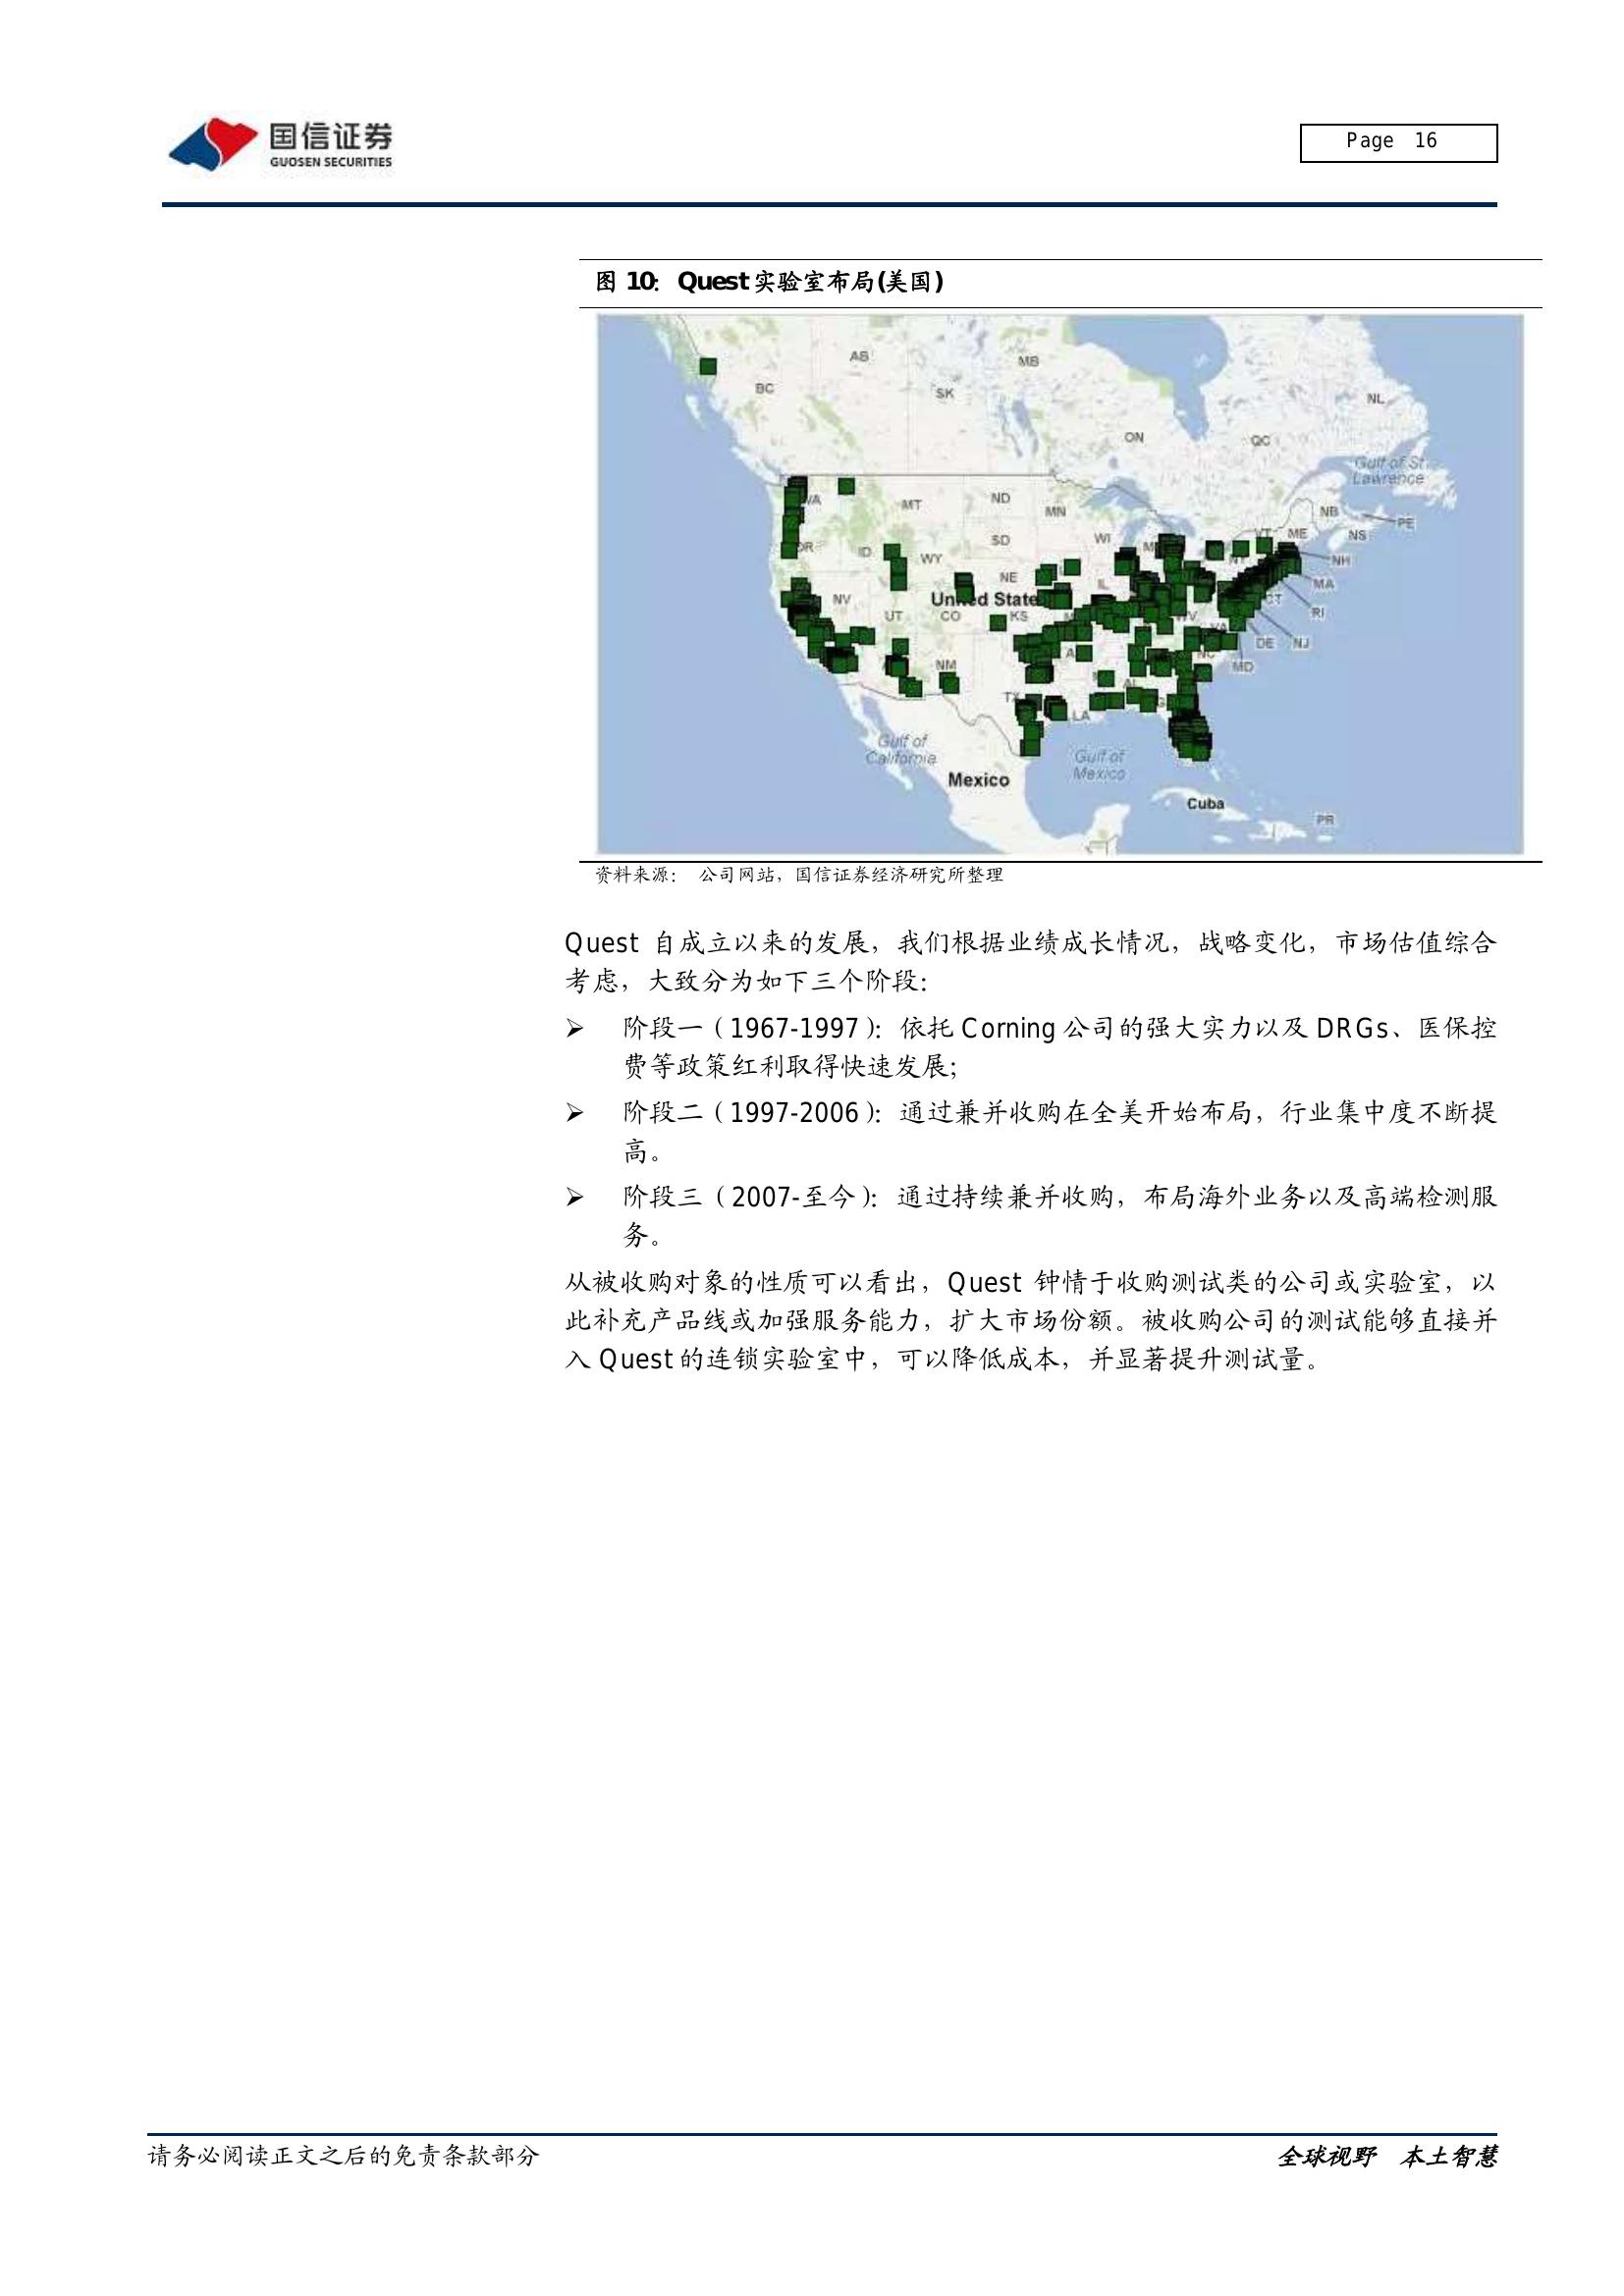 国信证券
GUOSEN SECURITIES
Page 16
图 10： Quest 实验室布局(美国)
AB
MB
BC
SK
NL
ON
QC
Gulf of St.
Lawrence
MT
ND
MN
NB
PE
VT
ME
NS
OR
ID
SD
WI
WY
NH
NE
MA
IL
NV
United State
CT
UT
CO
KS
RI
DE
NJ
NM
NC
MD
AL
TX
LA
Gulf of
California
Gulf of
Mexico
Mexico
Cuba
PR
资料来源： 公司网站，国信证券经济研究所整理
Quest 自成立以来的发展，我们根据业绩成长情况，战略变化，市场估值综合
考虑，大致分为如下三个阶段：
➢ 阶段一（1967-1997）：依托 Corning 公司的强大实力以及 DRGs、医保控
费等政策红利取得快速发展；
➢ 阶段二（1997-2006）：通过兼并收购在全美开始布局，行业集中度不断提
高。
➢ 阶段三（2007-至今）：通过持续兼并收购，布局海外业务以及高端检测服
务。
从被收购对象的性质可以看出，Quest 钟情于收购测试类的公司或实验室，以
此补充产品线或加强服务能力，扩大市场份额。被收购公司的测试能够直接并
入 Quest 的连锁实验室中，可以降低成本，并显著提升测试量。
请务必阅读正文之后的免责条款部分
全球视野 本土智慧